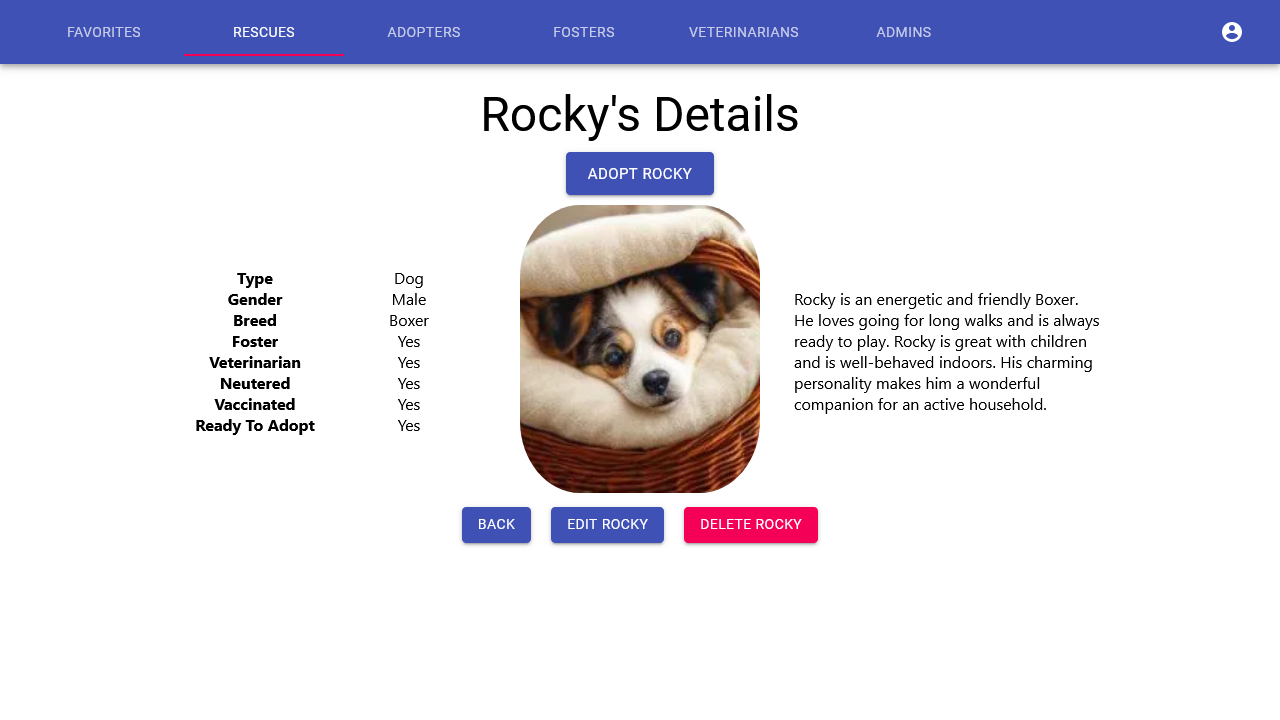 FAVORITES RESCUES ADOPTERS FOSTERS VETERINARIANS ADMINS
Rocky's Details
ADOPT ROCKY
Type Dog
Gender Male
Breed Boxer
Foster Yes
Veterinarian Yes
Neutered Yes
Vaccinated Yes
Ready To Adopt Yes
Rocky is an energetic and friendly Boxer.
He loves going for long walks and is always
ready to play. Rocky is great with children
and is well-behaved indoors. His charming
personality makes him a wonderful
companion for an active household.
BACK EDIT ROCKY DELETE ROCKY